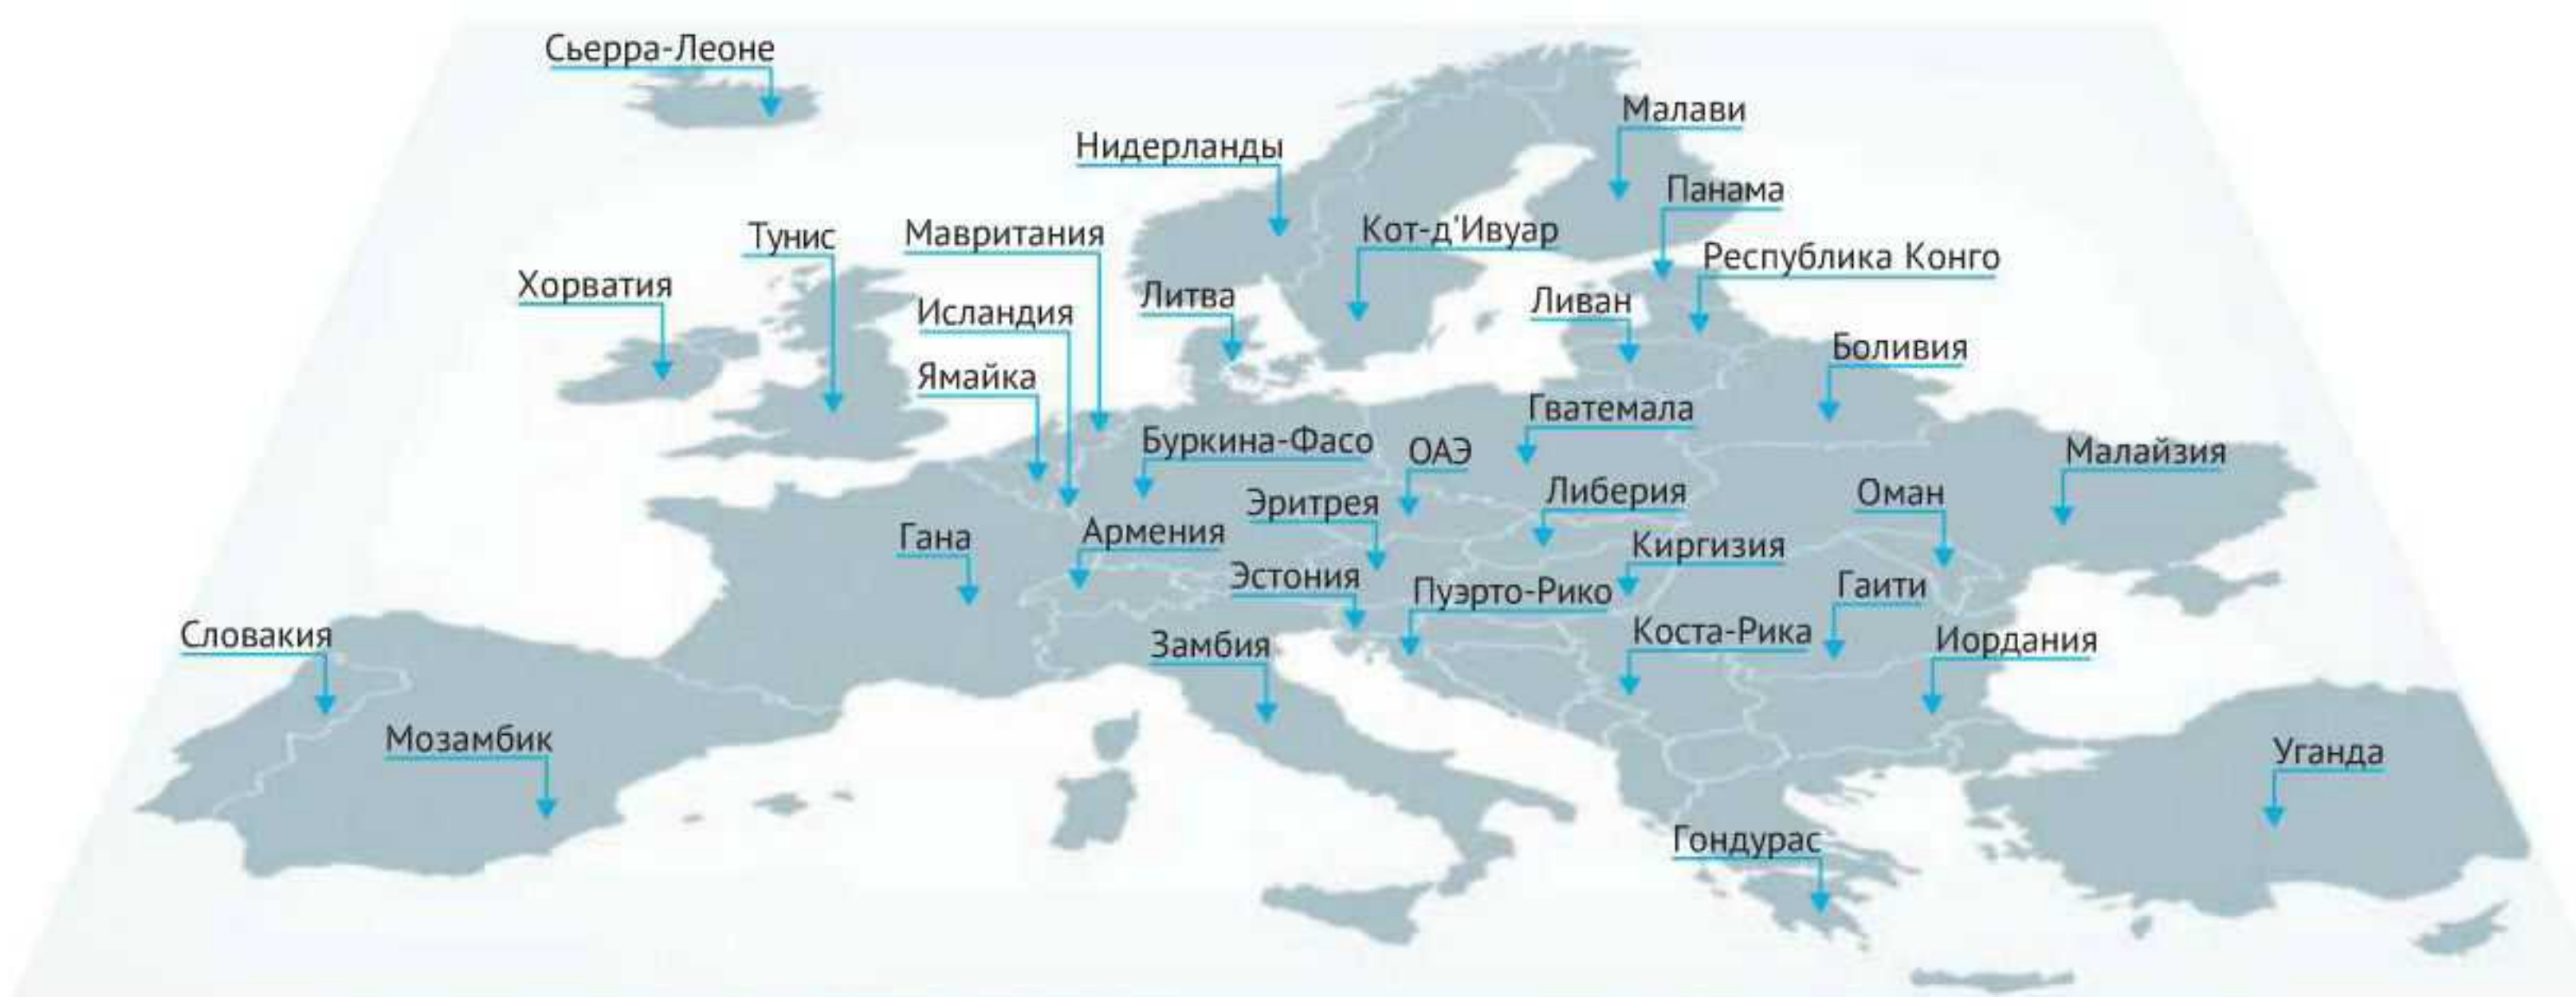 Сьерра-Леоне
Малави
Нидерланды
Панама
Тунис
Мавритания
Кот-д'Ивуар
Республика Конго
Хорватия
Исландия
Литва
Ливан
Ямайка
Боливия
Гватемала
Буркина-Фасо
ОАЭ
Малайзия
Эритрея
Либерия
Оман
Гана
Армения
Киргизия
Эстония
Пуэрто-Рико
Гаити
Словакия
Замбия
Коста-Рика
Иордания
Мозамбик
Уганда
Гондурас